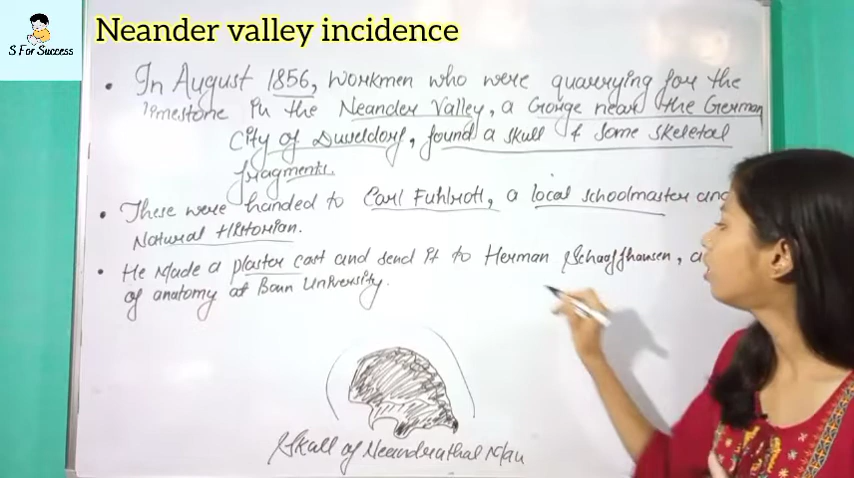 S For Success
Neander valley incidence
• In August 1856, workmen who were quarrying for the
limestone in the Neander Valley, a Gorge near the German
City of Dusseldorf, found a skull & some skeletal
fragments.
• These were handed to Carl Fuhlrott, a local schoolmaster and
Natural Historian.
• He made a plaster cast and send it to Herman Schaaffhausen, a
of anatomy at Bonn University.
Skull of Neanderathal Man